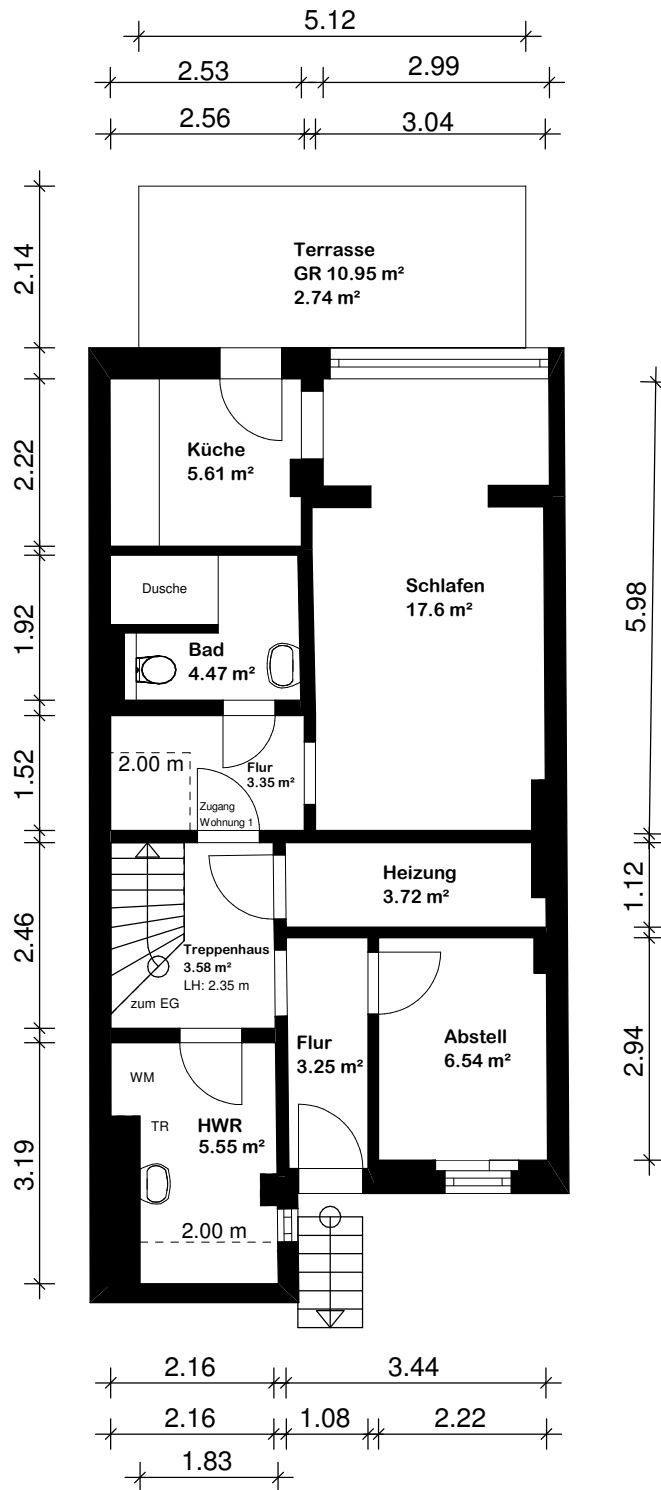 5.12
2.53 2.99
2.56 3.04
2.14
Terrasse
GR 10.95 m²
2.74 m²
2.22
Küche
5.61 m²
5.98
Schlafen
17.6 m²
1.92
Dusche
Bad
4.47 m²
1.52
2.00 m
Flur
3.35 m²
Zugang
Wohnung 1
Heizung
3.72 m²
1.12
2.46
Treppenhaus
3.58 m²
LH: 2.35 m
zum EG
Flur
3.25 m²
Abstell
6.54 m²
2.94
WM
TR
HWR
5.55 m²
3.19
2.00 m
2.16 3.44
2.16 1.08 2.22
1.83